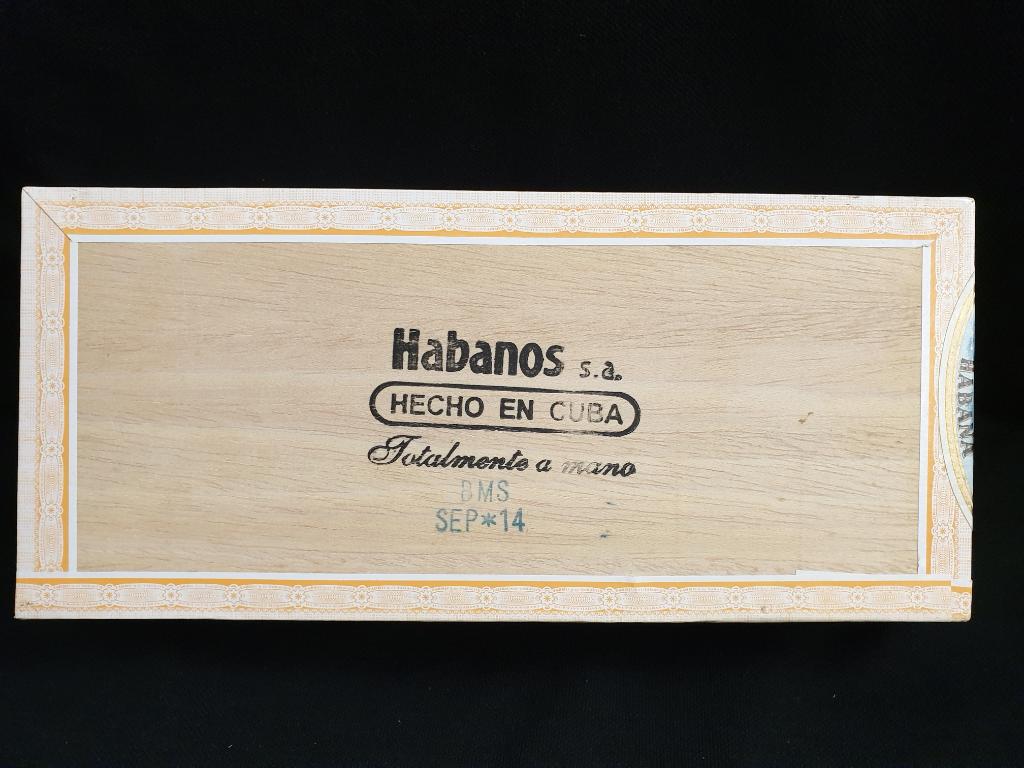 Habanos s.a.
HECHO EN CUBA
Totalmente a mano
BMS
SEP*14
HABANA